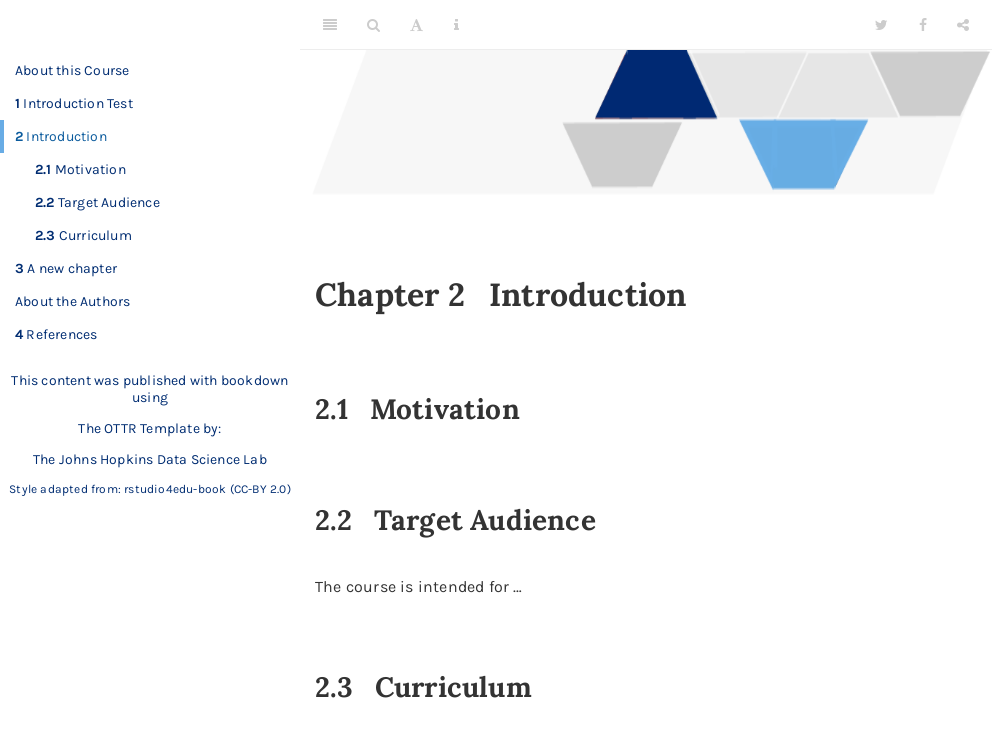 About this Course
1 Introduction Test
2 Introduction
2.1 Motivation
2.2 Target Audience
2.3 Curriculum
3 A new chapter
About the Authors
4 References
This content was published with bookdown
using
The OTTR Template by:
The Johns Hopkins Data Science Lab
Style adapted from: rstudio4edu-book (CC-BY 2.0)
Chapter 2 Introduction
2.1 Motivation
2.2 Target Audience
The course is intended for …
2.3 Curriculum